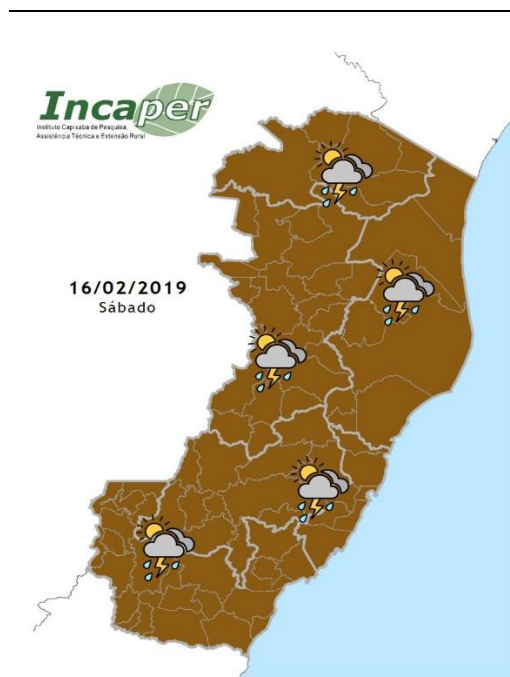 Incaper
Instituto Capixaba de Pesquisa,
Assistência Técnica e Extensão Rural
16/02/2019
Sábado